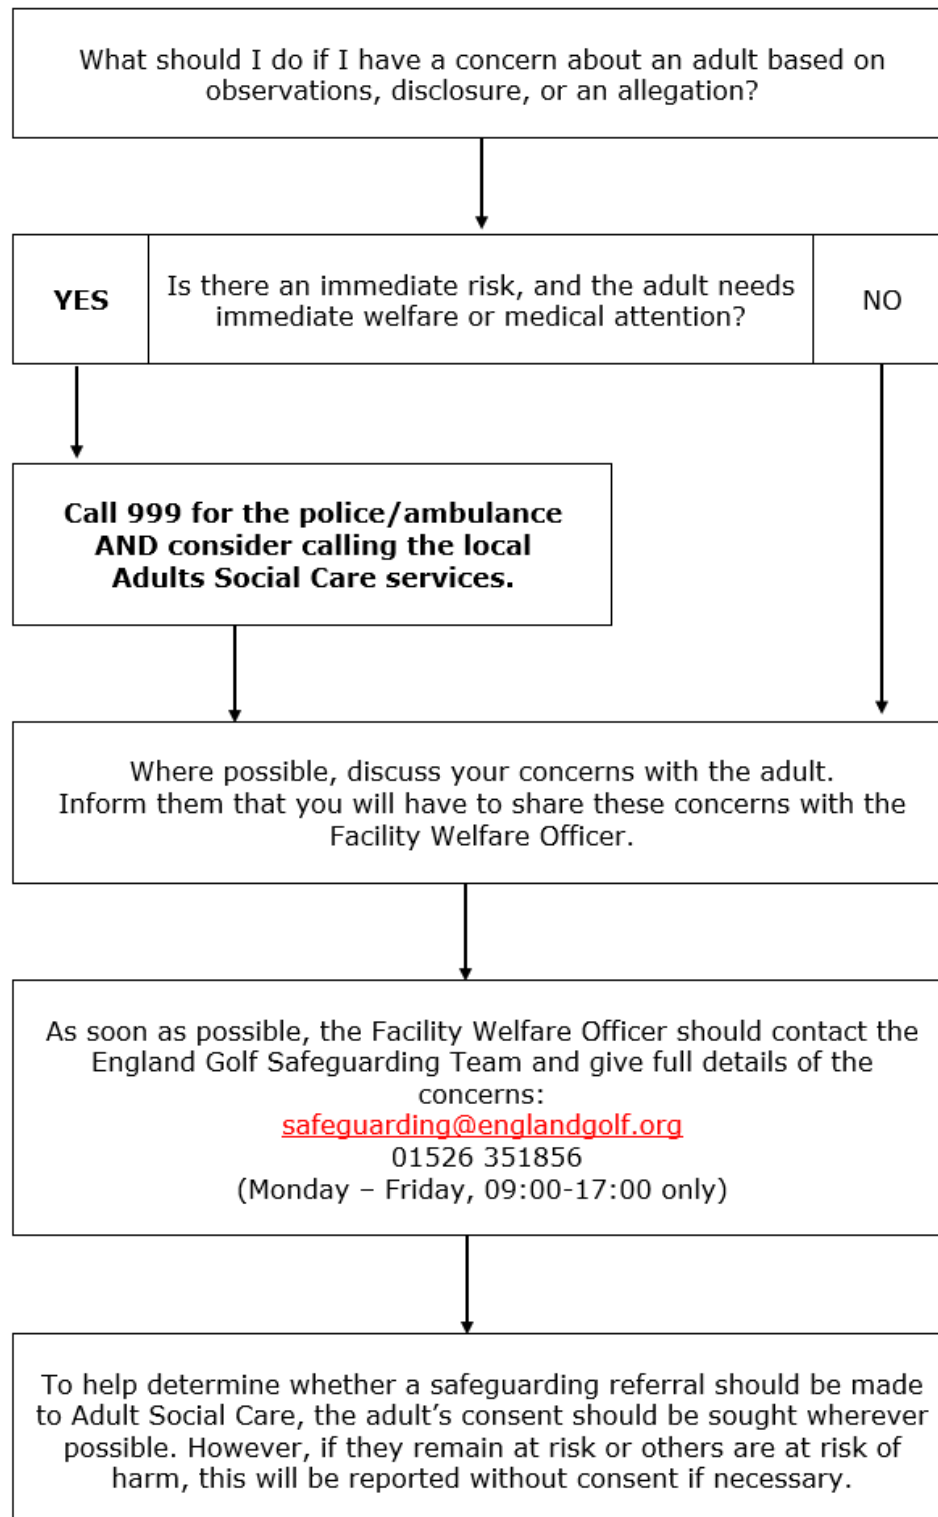 What should I do if I have a concern about an adult based on
observations, disclosure, or an allegation?
YES
Is there an immediate risk, and the adult needs
immediate welfare or medical attention?
NO
Call 999 for the police/ambulance
AND consider calling the local
Adults Social Care services.
Where possible, discuss your concerns with the adult.
Inform them that you will have to share these concerns with the
Facility Welfare Officer.
As soon as possible, the Facility Welfare Officer should contact the
England Golf Safeguarding Team and give full details of the
concerns:
safeguarding@englandgolf.org
01526 351856
(Monday – Friday, 09:00-17:00 only)
To help determine whether a safeguarding referral should be made
to Adult Social Care, the adult’s consent should be sought wherever
possible. However, if they remain at risk or others are at risk of
harm, this will be reported without consent if necessary.